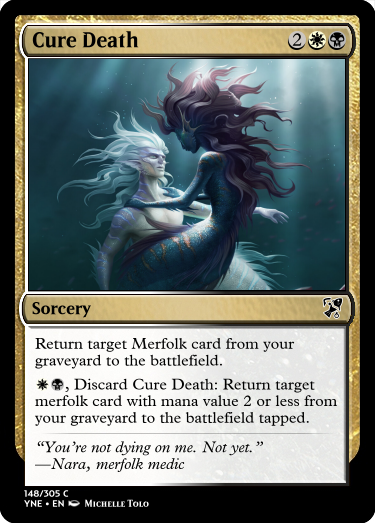 Cure Death 2
Sorcery
Return target Merfolk card from your
graveyard to the battlefield.
, Discard Cure Death: Return target
merfolk card with mana value 2 or less from
your graveyard to the battlefield tapped.
“You’re not dying on me. Not yet.”
—Nara, merfolk medic
148/305 C
YNE • EN Michelle Tolo